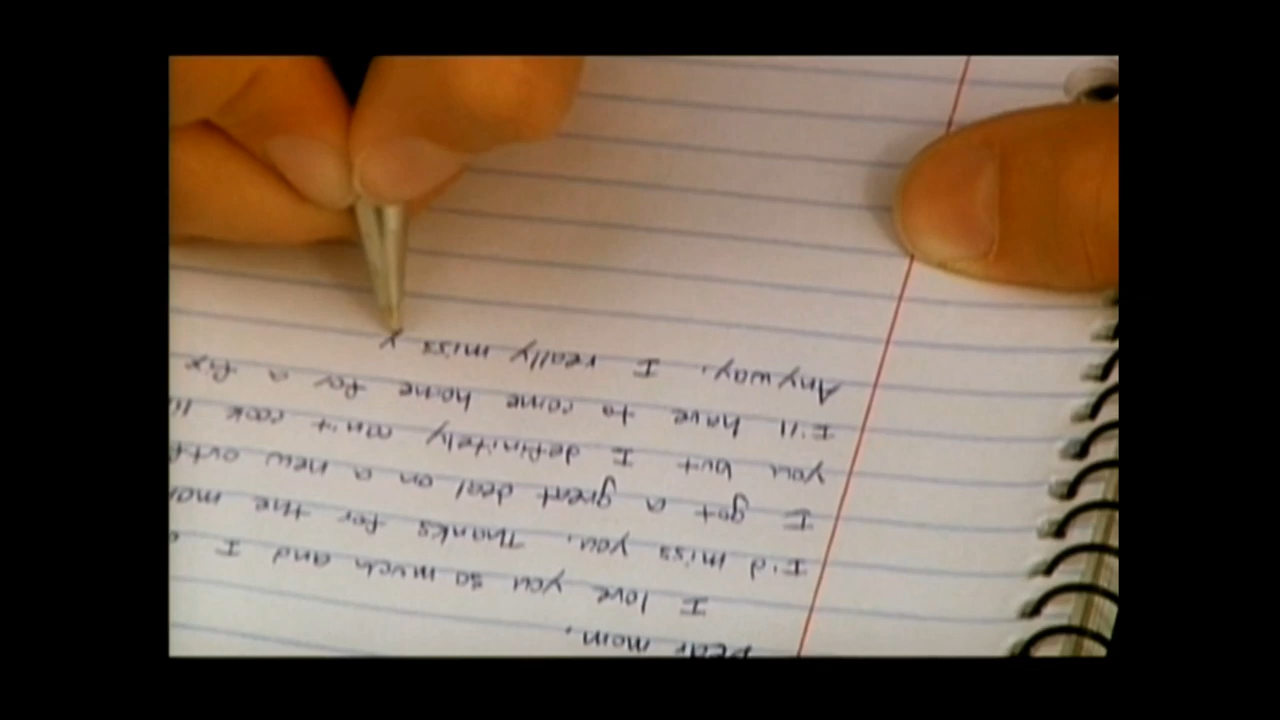 Dear mom,
I love you so much and I
I'd miss you. Thanks for the
I got a great deal on a new
you but I definitely can't cook
I'll have to come home for a fix
Anyway, I really miss y